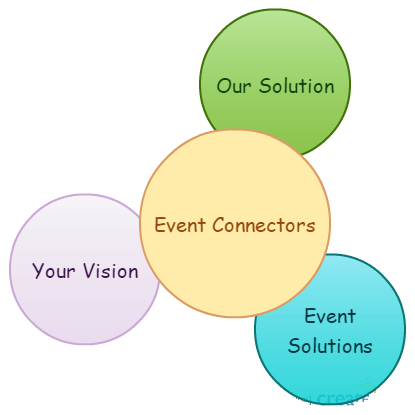 Our Solution
Event Connectors
Your Vision
Event
Solutions